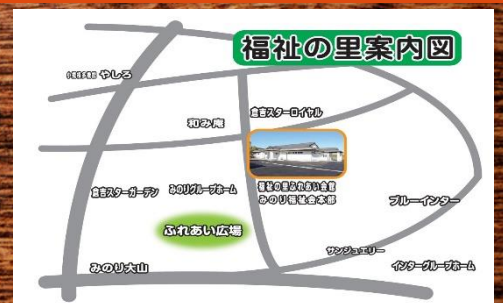 福祉の里案内図
やしろ
倉吉スターロイヤル
和み庵
福祉の里ふれあい会館
みのり福祉会本部
倉吉スターガーデン
みのりグループホーム
ブルーインター
ふれあい広場
サンジュエリー
みのり大山
インターグループホーム